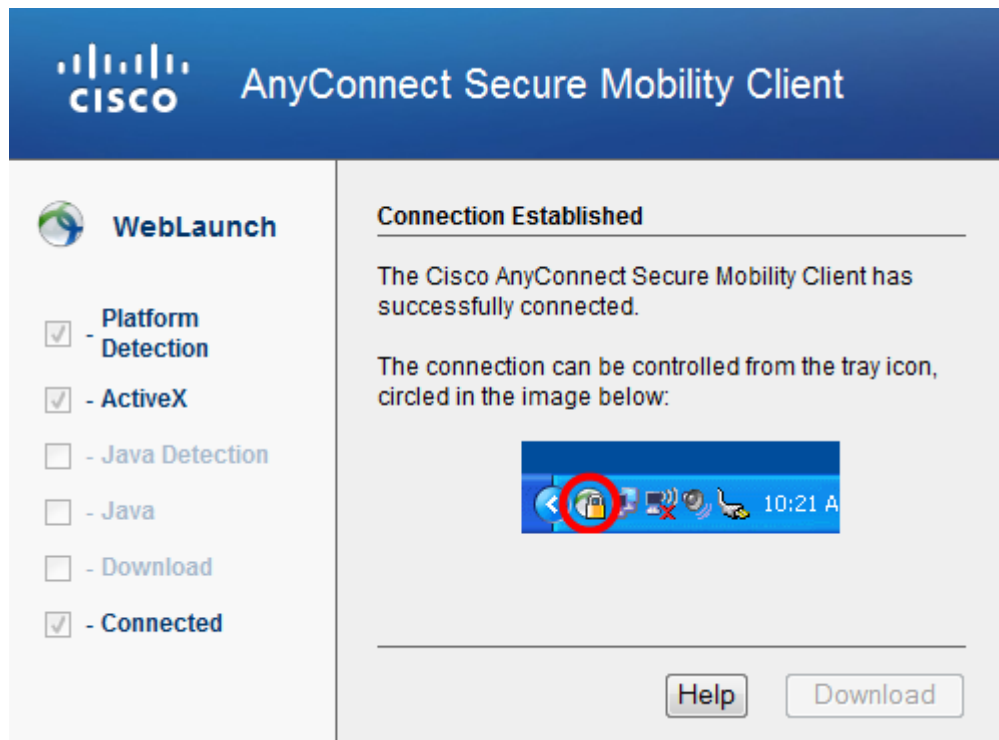 CISCO
AnyConnect Secure Mobility Client
WebLaunch
- Platform
Detection
- ActiveX
- Java Detection
- Java
- Download
- Connected
Connection Established
The Cisco AnyConnect Secure Mobility Client has
successfully connected.
The connection can be controlled from the tray icon,
circled in the image below:
10:21 A
Help
Download